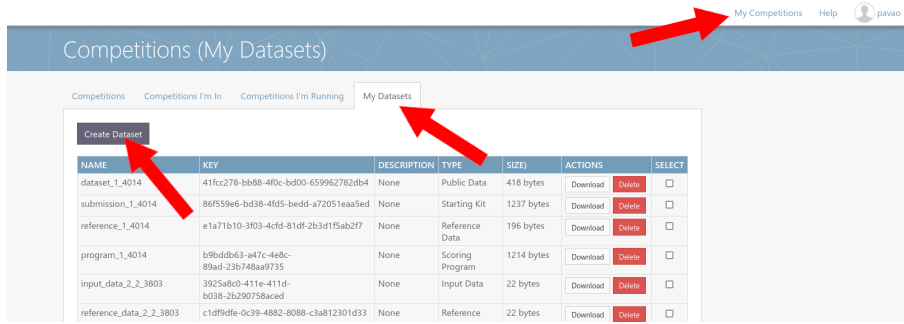 My Competitions Help pavao
Competitions (My Datasets)
Competitions Competitions I'm In Competitions I'm Running My Datasets
Create Dataset
NAME KEY DESCRIPTION TYPE SIZE) ACTIONS SELECT
dataset_1_4014 41fcc278-bb88-4f0c-bd00-659962782db4 None Public Data 418 bytes Download Delete
submission_1_4014 86f559e6-bd38-4fd5-bedd-a72051eaa5ed None Starting Kit 1237 bytes Download Delete
reference_1_4014 e1a71b10-3f03-4cfd-81df-2b3d1f5ab2f7 None Reference 196 bytes Download Delete
Data
program_1_4014 b9bddb63-a47c-4e8c- None Scoring 1214 bytes Download Delete
89ad-23b748aa9735 Program
input_data_2_2_3803 3925a8c0-411e-411d- None Input Data 22 bytes Download Delete
b038-2b290758aced
reference_data_2_2_3803 c1df9dfe-0c39-4882-8088-c3a812301d33 None Reference 22 bytes Download Delete